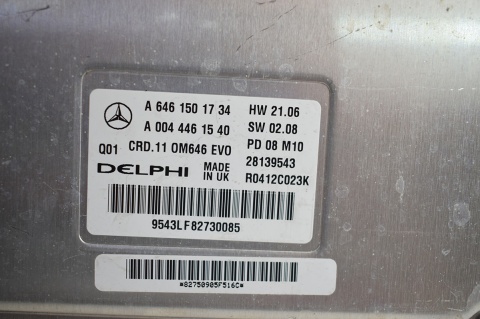 A 646 150 17 34 HW 21.06
A 004 446 15 40 SW 02.08
Q01 CRD.11 OM646 EVO PD 08 M10
DELPHI MADE IN UK 28139543
R0412C023K
9543LF82730085
*82750905F516C*